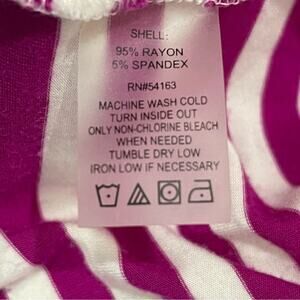 SHELL:
95% RAYON
5% SPANDEX
RN#54163
MACHINE WASH COLD
TURN INSIDE OUT
ONLY NON-CHLORINE BLEACH
WHEN NEEDED
TUMBLE DRY LOW
IRON LOW IF NECESSARY